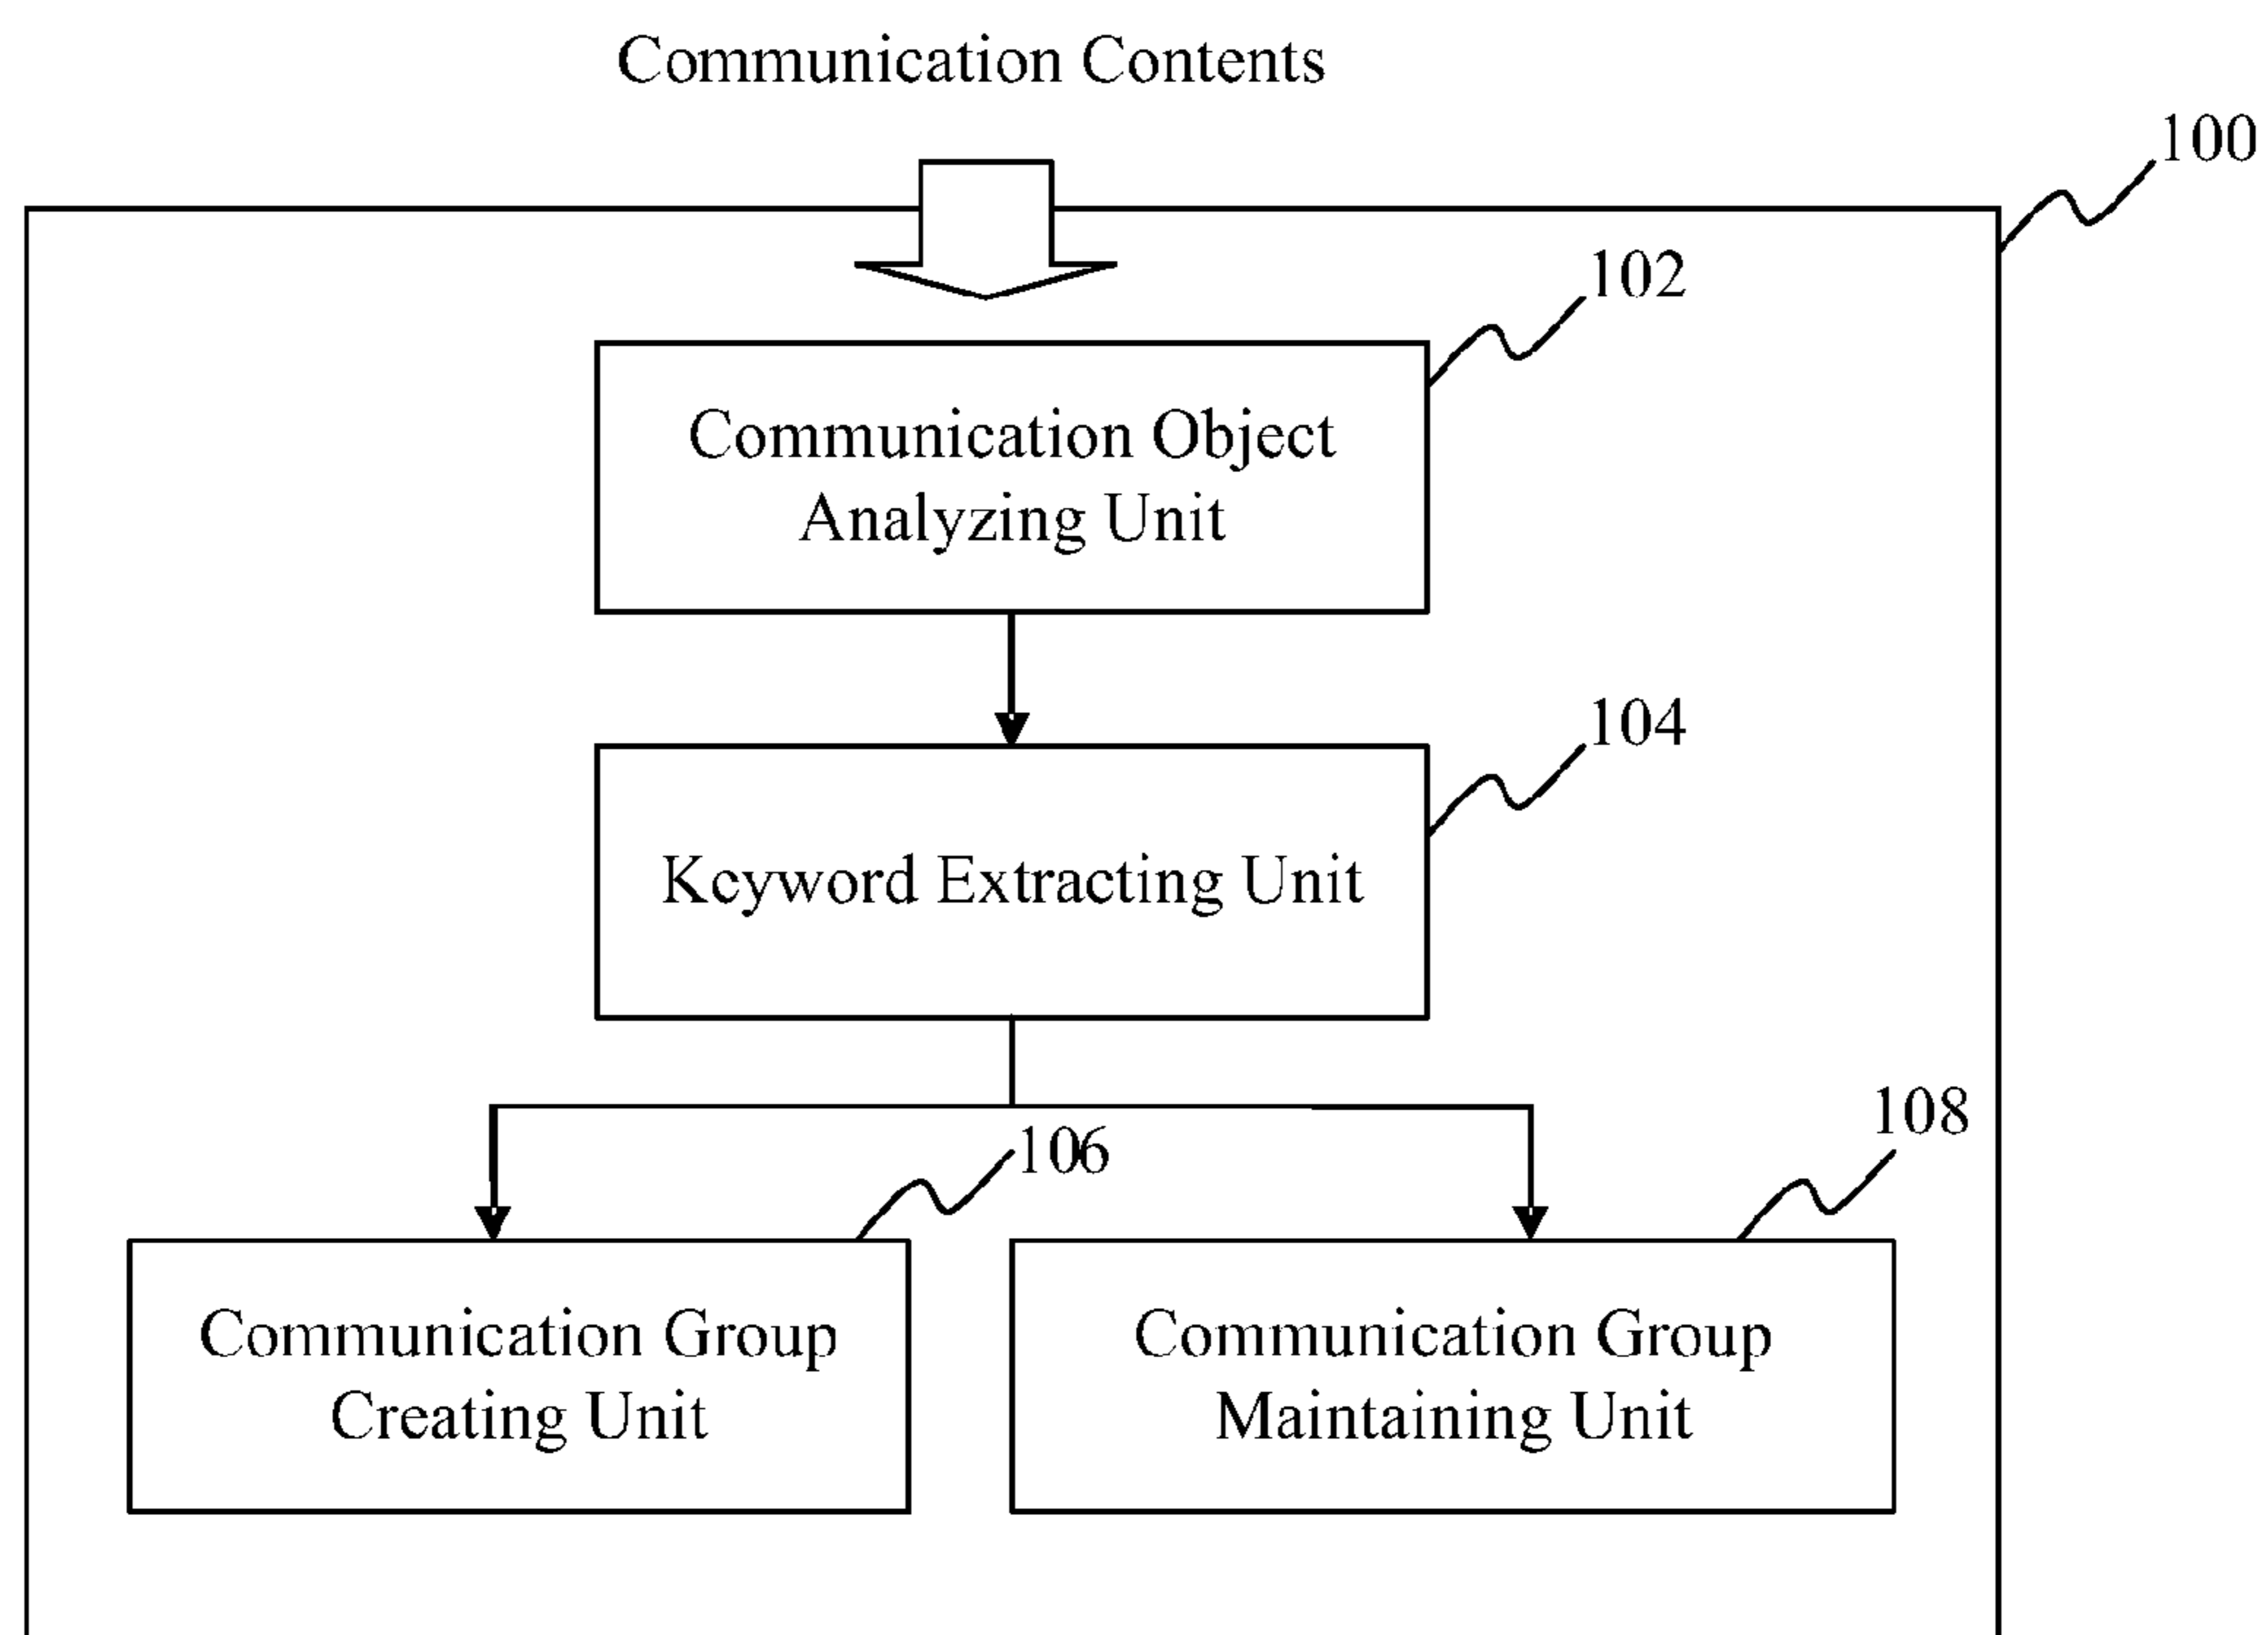 Communication Contents
100
102
Communication Object
Analyzing Unit
104
Keyword Extracting Unit
106
108
Communication Group
Creating Unit
Communication Group
Maintaining Unit